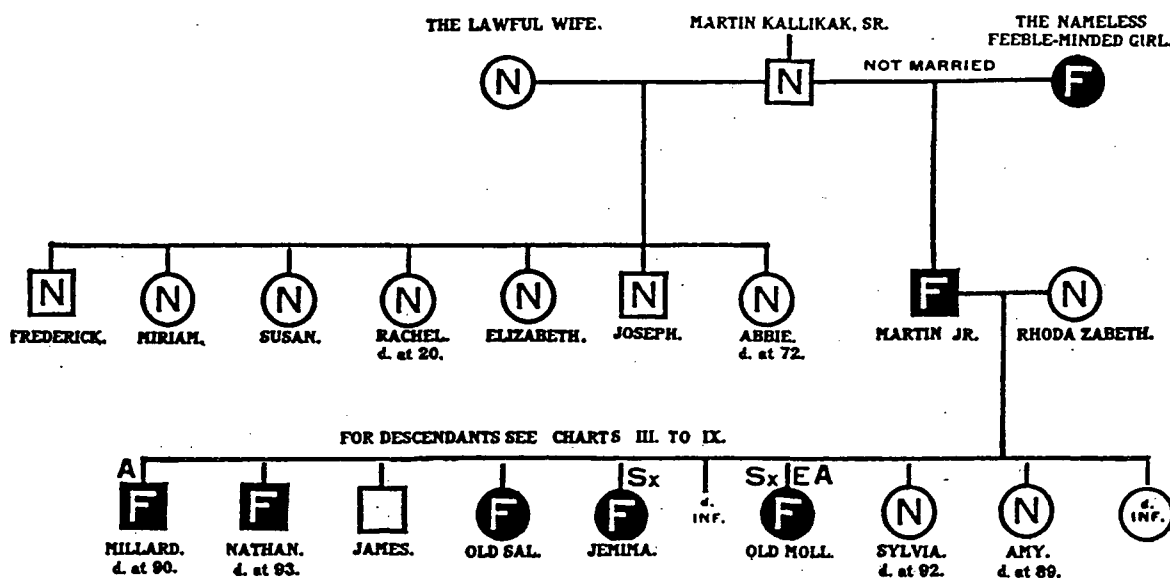 THE LAWFUL WIFE.
MARTIN KALLIKAK, SR.
THE NAMELESS
FEEBLE-MINDED GIRL.
NOT MARRIED
N
N
F
N
N
N
N
N
N
N
F
N
FREDERICK.
MIRIAM.
SUSAN.
RACHEL.
d. at 20.
ELIZABETH.
JOSEPH.
ABBIE.
d. at 72.
MARTIN JR.
RHODA ZABETH.
FOR DESCENDANTS SEE CHARTS III. TO IX.
A
Sx
Sx
EA
F
F
F
F
d.
INF.
F
N
N
d.
INF.
MILLARD.
d. at 90.
NATHAN.
d. at 93.
JAMES.
OLD SAL.
JEMIMA.
OLD MOLL.
SYLVIA.
d. at 92.
AMY.
d. at 89.